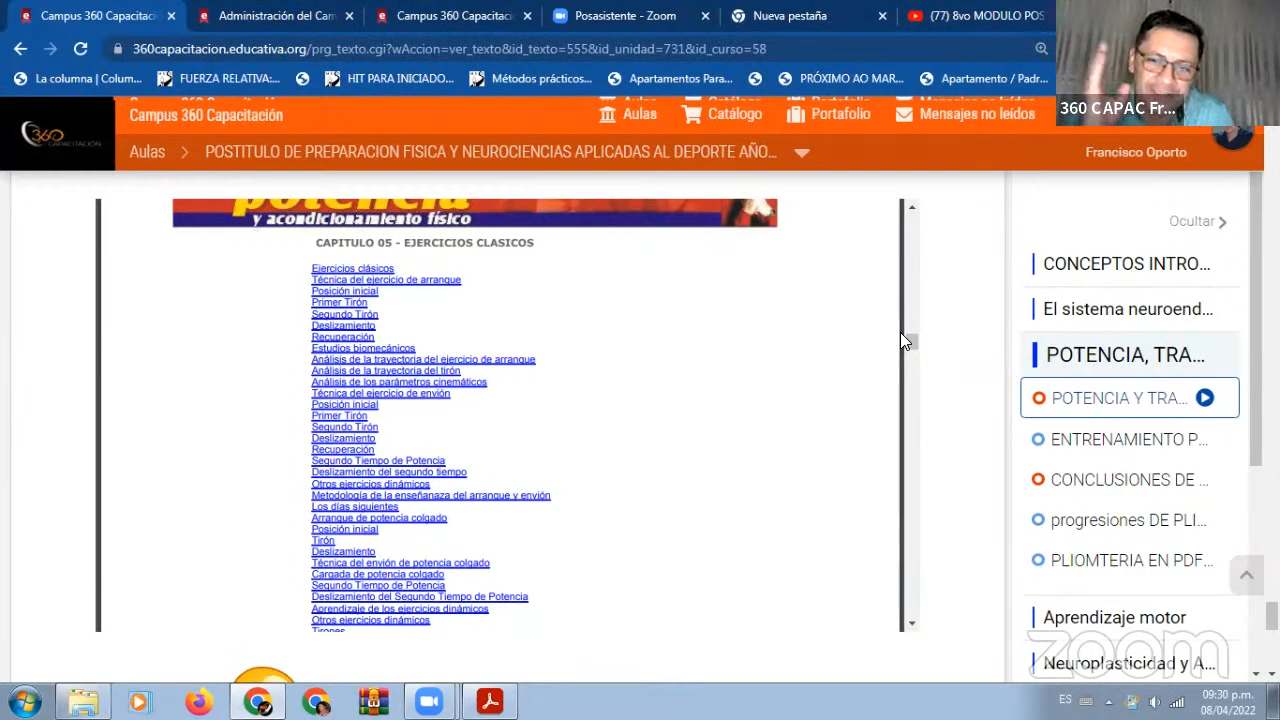 Campus 360 Capacitación
Administración del Cam
Campus 360 Capacitaci
Posasistente - Zoom
Nueva pestaña
(77) 8vo MODULO POS
360capacitacion.educativa.org/prg_texto.cgi?wAccion=ver_texto&id_texto=555&id_unidad=731&id_curso=58
La columna | Colum...
FUERZA RELATIVA:...
HIT PARA INICIADO...
Métodos prácticos...
Apartamentos Para...
PRÓXIMO AO MAR...
Apartamento / Padr...
360 CAPAC Fr...
360
CAPACITACIÓN
Campus 360 Capacitación
Aulas
Catálogo
Portafolio
Mensajes no leídos
Aulas
POSTITULO DE PREPARACION FISICA Y NEUROCIENCIAS APLICADAS AL DEPORTE AÑO...
Francisco Oporto
potencia
y acondicionamiento físico
CAPITULO 05 - EJERCICIOS CLASICOS
Ejercicios clásicos
Técnica del ejercicio de arranque
Posición inicial
Primer Tirón
Segundo Tirón
Deslizamiento
Recuperación
Estudios biomecánicos
Análisis de la trayectoria del ejercicio de arranque
Análisis de la trayectoria del tirón
Análisis de los parámetros cinemáticos
Técnica del ejercicio de envión
Posición inicial
Primer Tirón
Segundo Tirón
Deslizamiento
Recuperación
Segundo Tiempo de Potencia
Deslizamiento del segundo tiempo
Otros ejercicios dinámicos
Metodología de la enseñanaza del arranque y envión
Los días siguientes
Arranque de potencia colgado
Posición inicial
Tirón
Deslizamiento
Técnica del envión de potencia colgado
Cargada de potencia colgado
Segundo Tiempo de Potencia
Deslizamiento del Segundo Tiempo de Potencia
Aprendizaje de los ejercicios dinámicos
Otros ejercicios dinámicos
Tirones
Ocultar
CONCEPTOS INTRO...
El sistema neuroend...
POTENCIA, TRA...
POTENCIA Y TRA...
ENTRENAMIENTO P...
CONCLUSIONES DE ...
progresiones DE PLI...
PLIOMTERIA EN PDF...
Aprendizaje motor
Neuroplasticidad y A...
zoom
ES
09:30 p.m.
08/04/2022